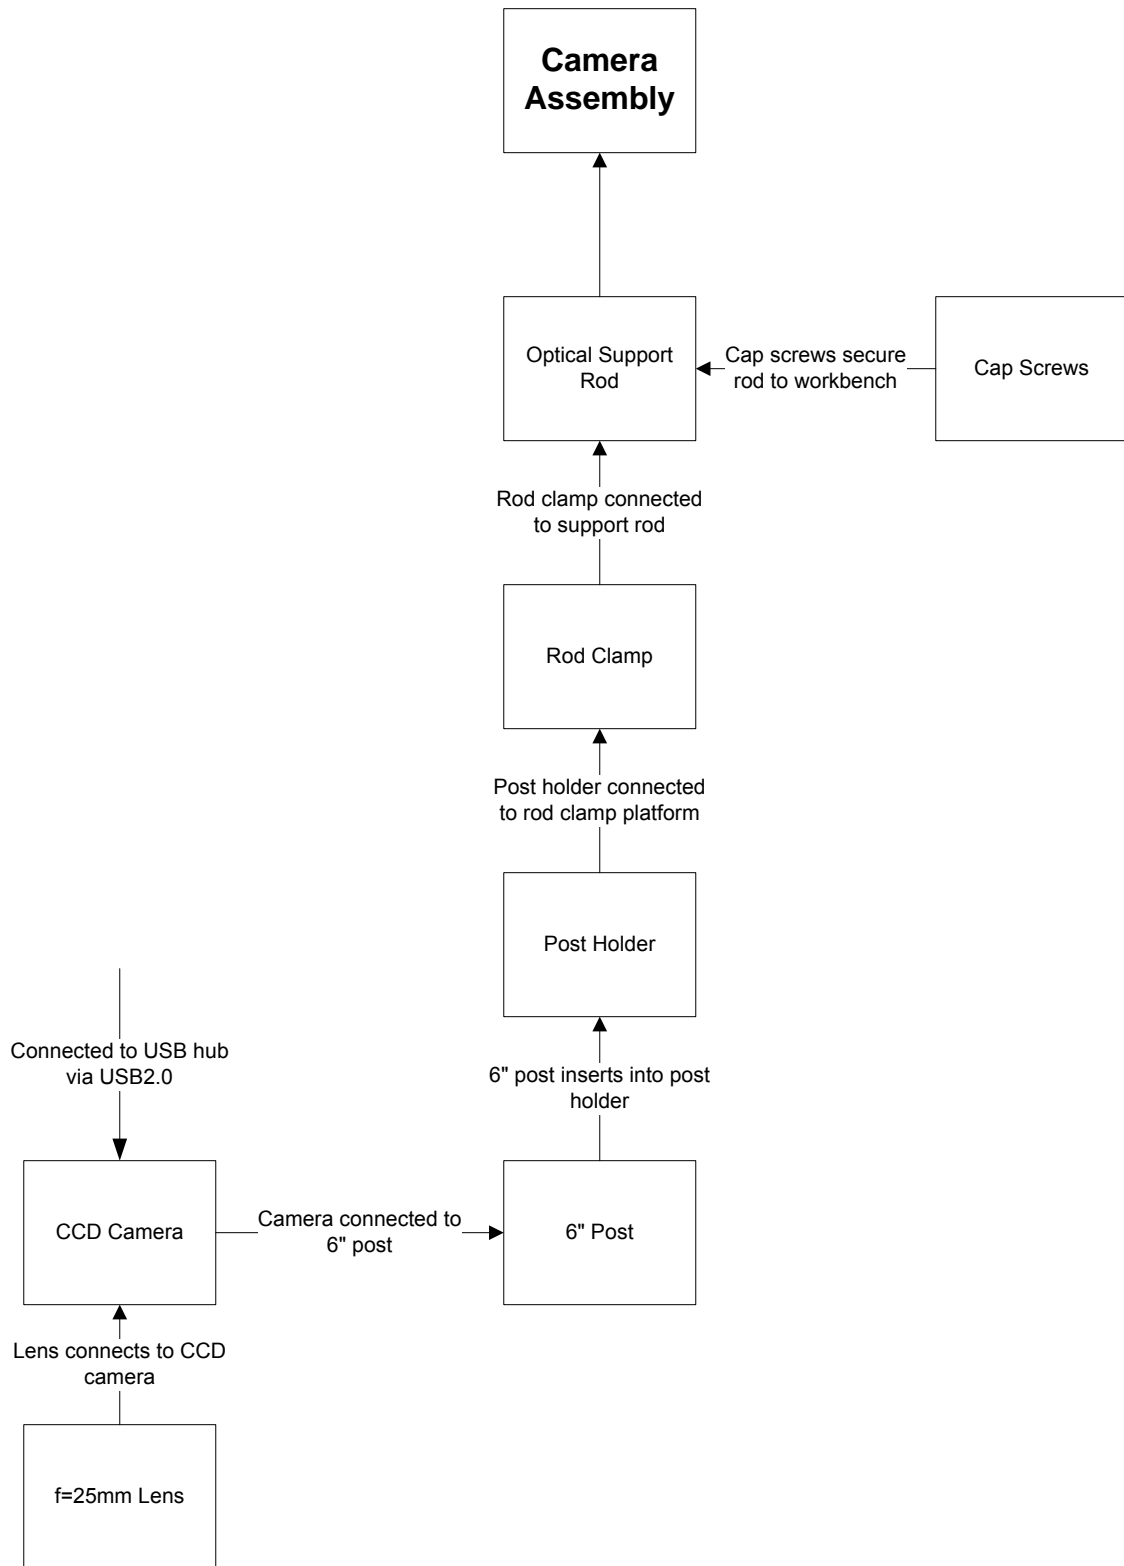 Camera
Assembly
Optical Support
Rod
Cap screws secure
rod to workbench
Cap Screws
Rod clamp connected
to support rod
Rod Clamp
Post holder connected
to rod clamp platform
Post Holder
Connected to USB hub
via USB2.0
6" post inserts into post
holder
CCD Camera
Camera connected to
6" post
6" Post
Lens connects to CCD
camera
f=25mm Lens